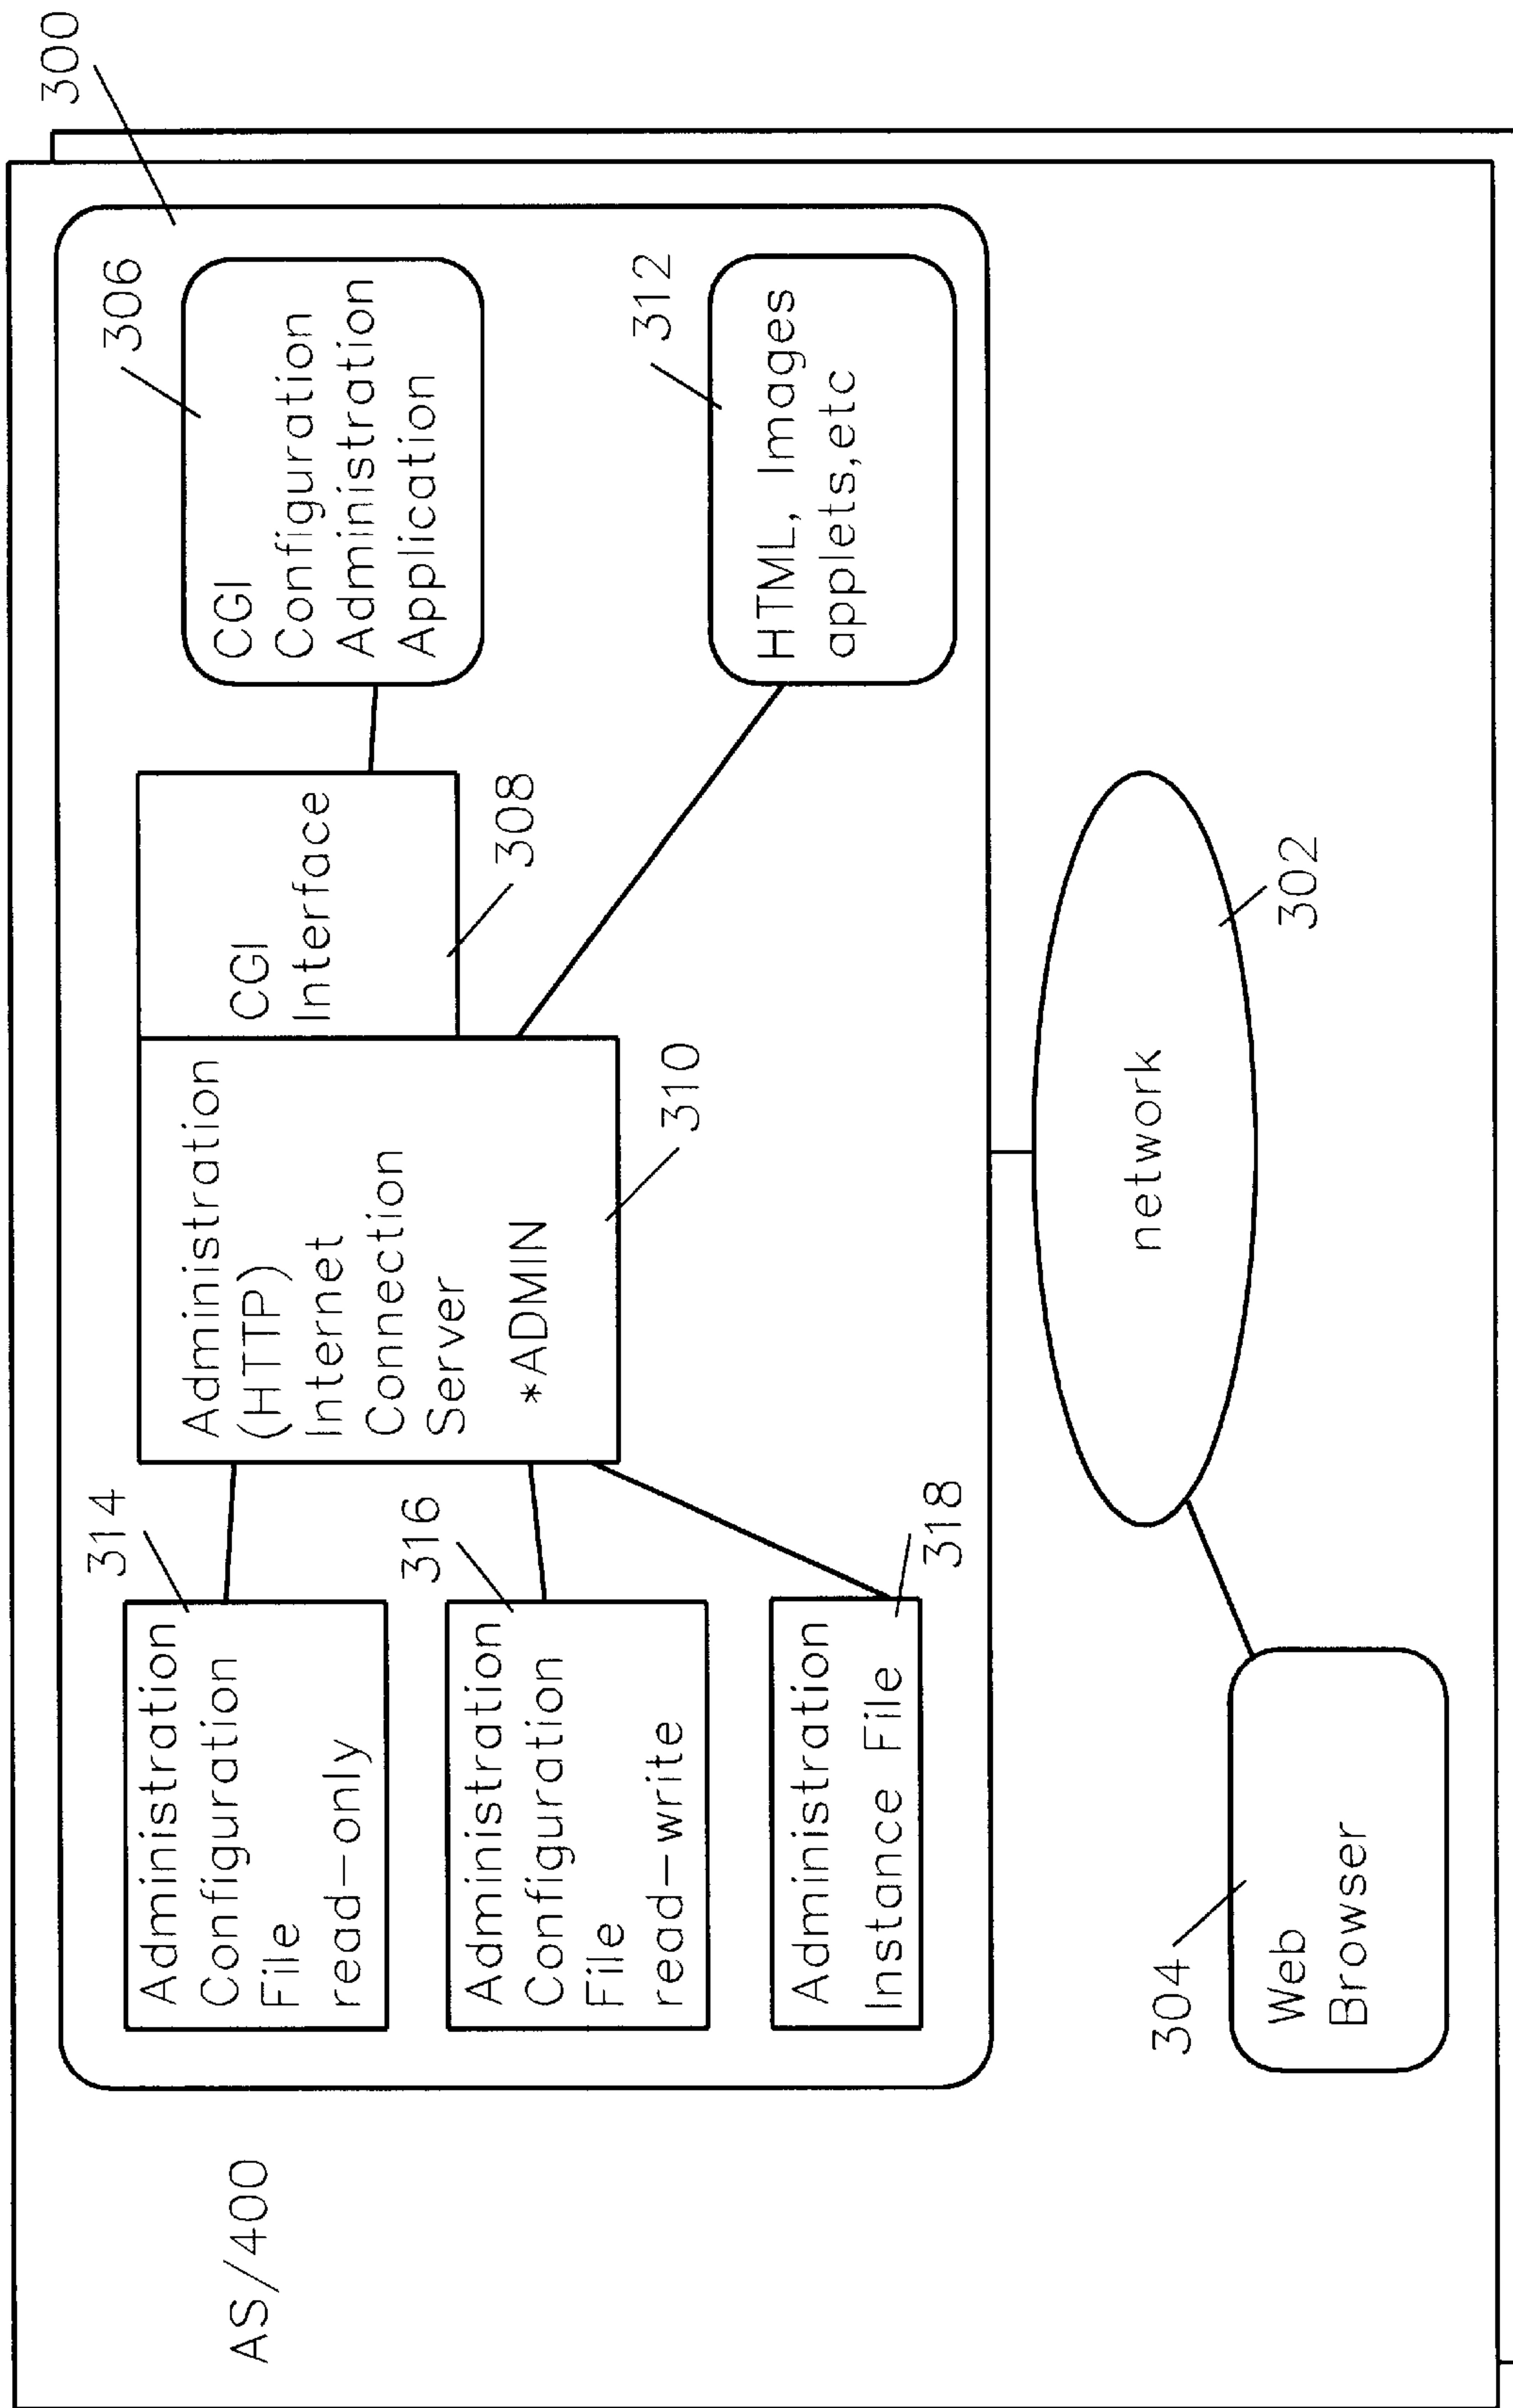 300
306
CGI
Configuration
Administration
Application
312
HTML, Images
applets,etc
CGI
Interface
308
Administration
(HTTP)
Internet
Connection
Server
*ADMIN
310
314
Administration
Configuration
File
read-only
316
Administration
Configuration
File
read-write
318
Administration
Instance File
network
302
304
Web
Browser
AS/400